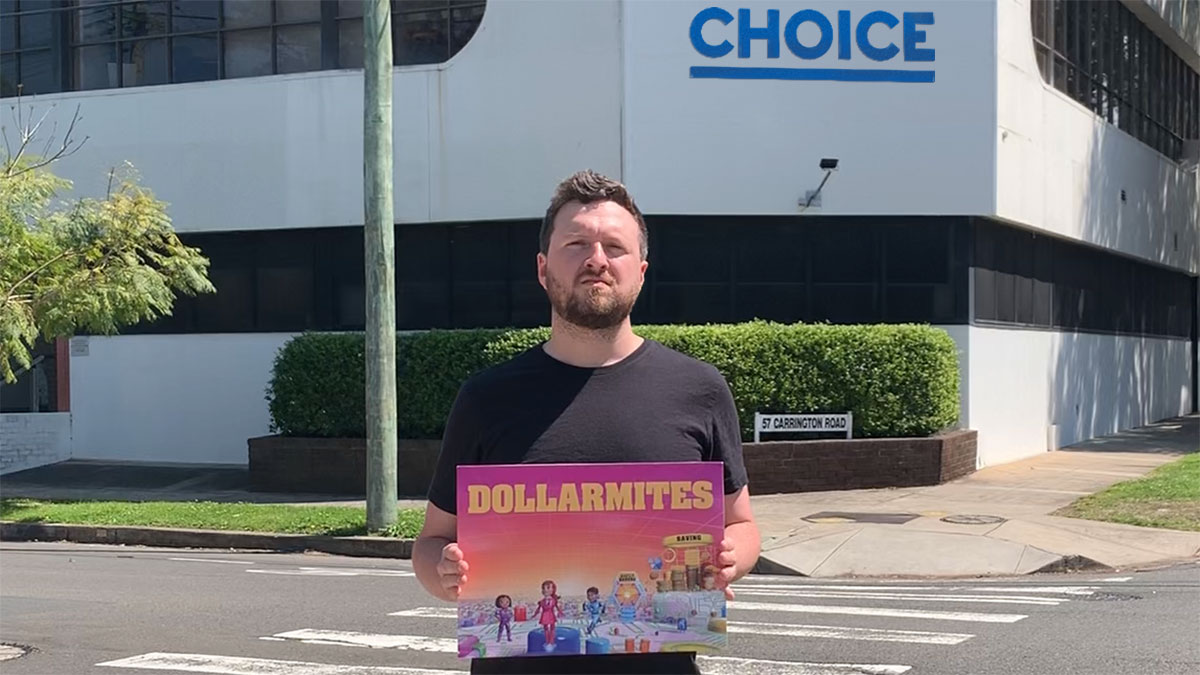 CHOICE
57 CARRINGTON ROAD
DOLLARMITES
SAVING